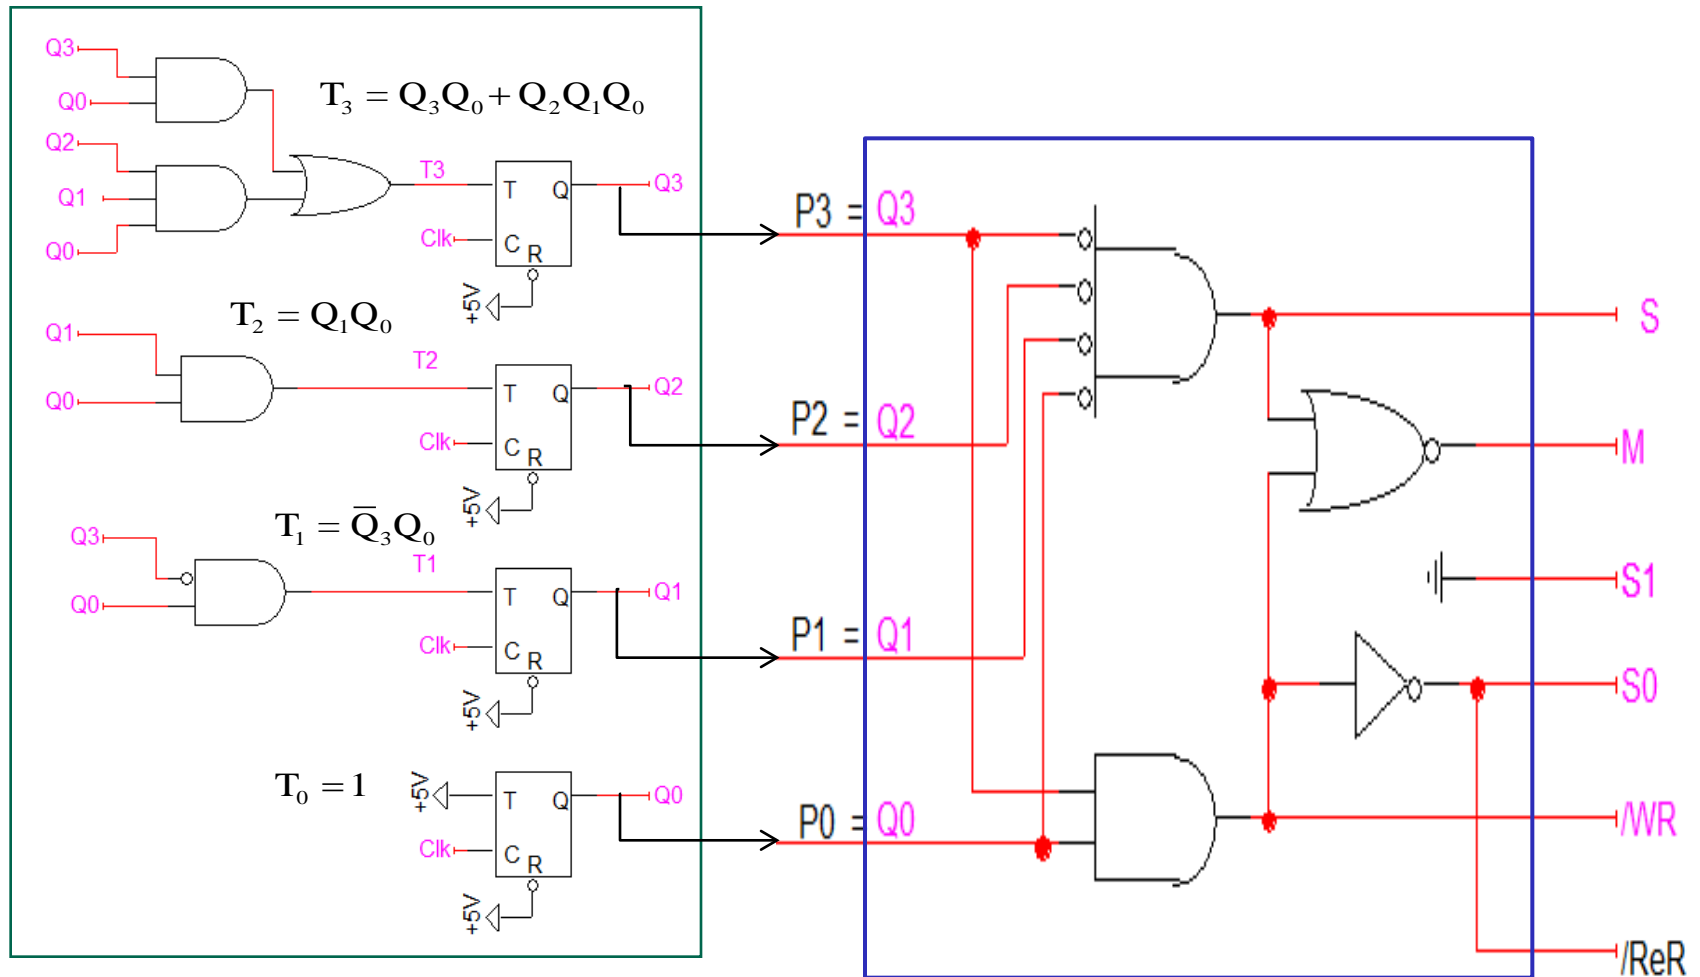 Q3
Q0
T₃ = Q₃Q₀ + Q₂Q₁Q₀
Q2
Q1
Q0
T3
T Q
Q3
Clk
C R
+5V
T₂ = Q₁Q₀
Q1
Q0
T2
T Q
Q2
Clk
C R
+5V
T₁ = Q̅₃Q₀
Q3
Q0
T1
T Q
Q1
Clk
C R
+5V
T₀ = 1
+5V
T Q
Q0
Clk
C R
+5V
P3 = Q3
P2 = Q2
P1 = Q1
P0 = Q0
S
M
S1
S0
/WR
/ReR